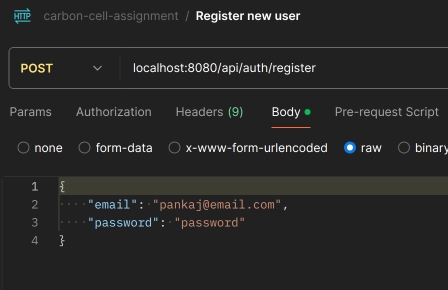 HTTP carbon-cell-assignment / Register new user
POST localhost:8080/api/auth/register
Params Authorization Headers (9) Body Pre-request Script
none form-data x-www-form-urlencoded raw binary
1 {
2 "email": "pankaj@email.com",
3 "password": "password"
4 }